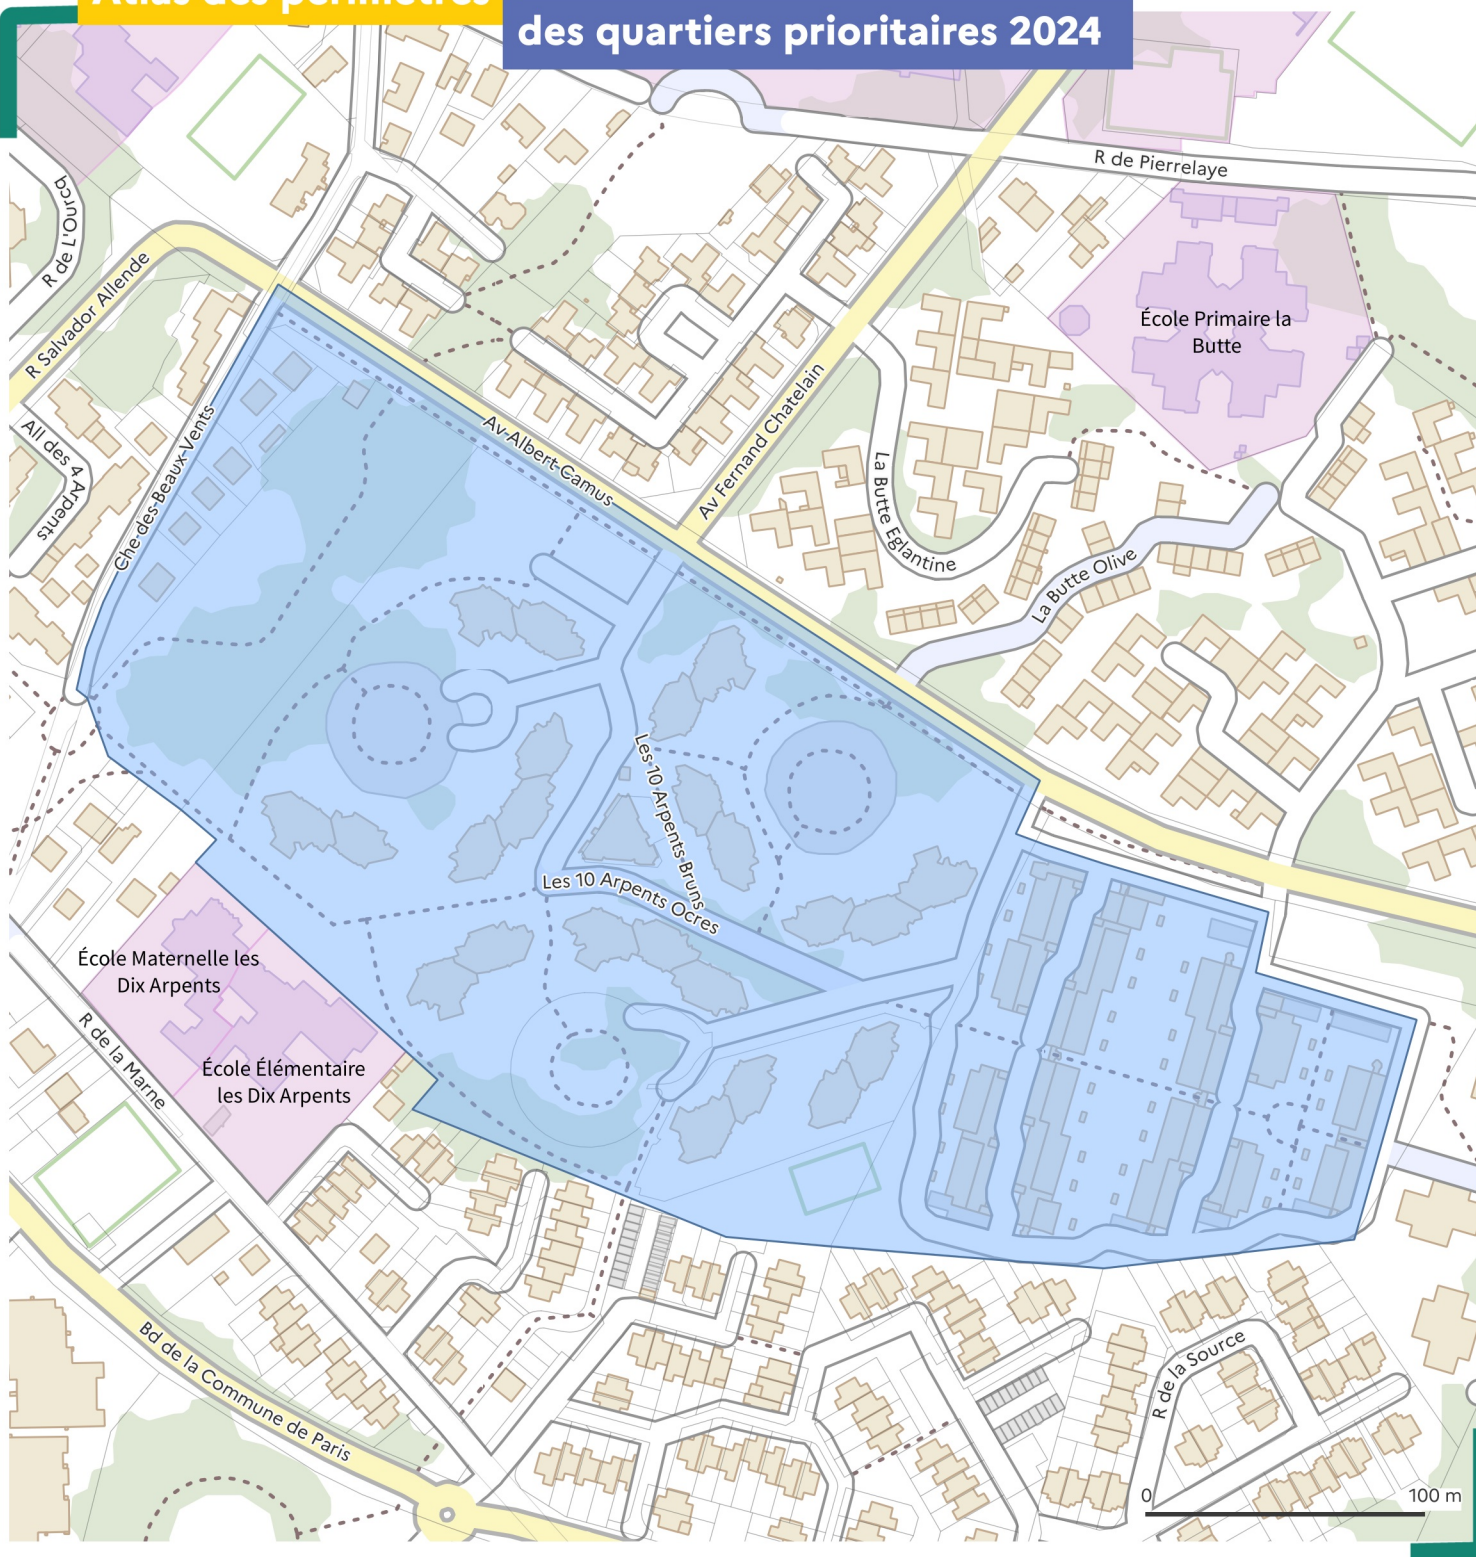 Atlas des périmètres
des quartiers prioritaires 2024
R de Pierrelaye
R de L'Ourcq
R Salvador Allende
École Primaire la
Butte
All des 4 Arpents
Che des Beaux Vents
Av Albert Camus
Av Fernand Chatelain
La Butte Eglantine
La Butte Olive
Les 10 Arpents Bruns
Les 10 Arpents Ocres
École Maternelle les
Dix Arpents
École Élémentaire
les Dix Arpents
R de la Marne
Bd de la Commune de Paris
R de la Source
0 100 m